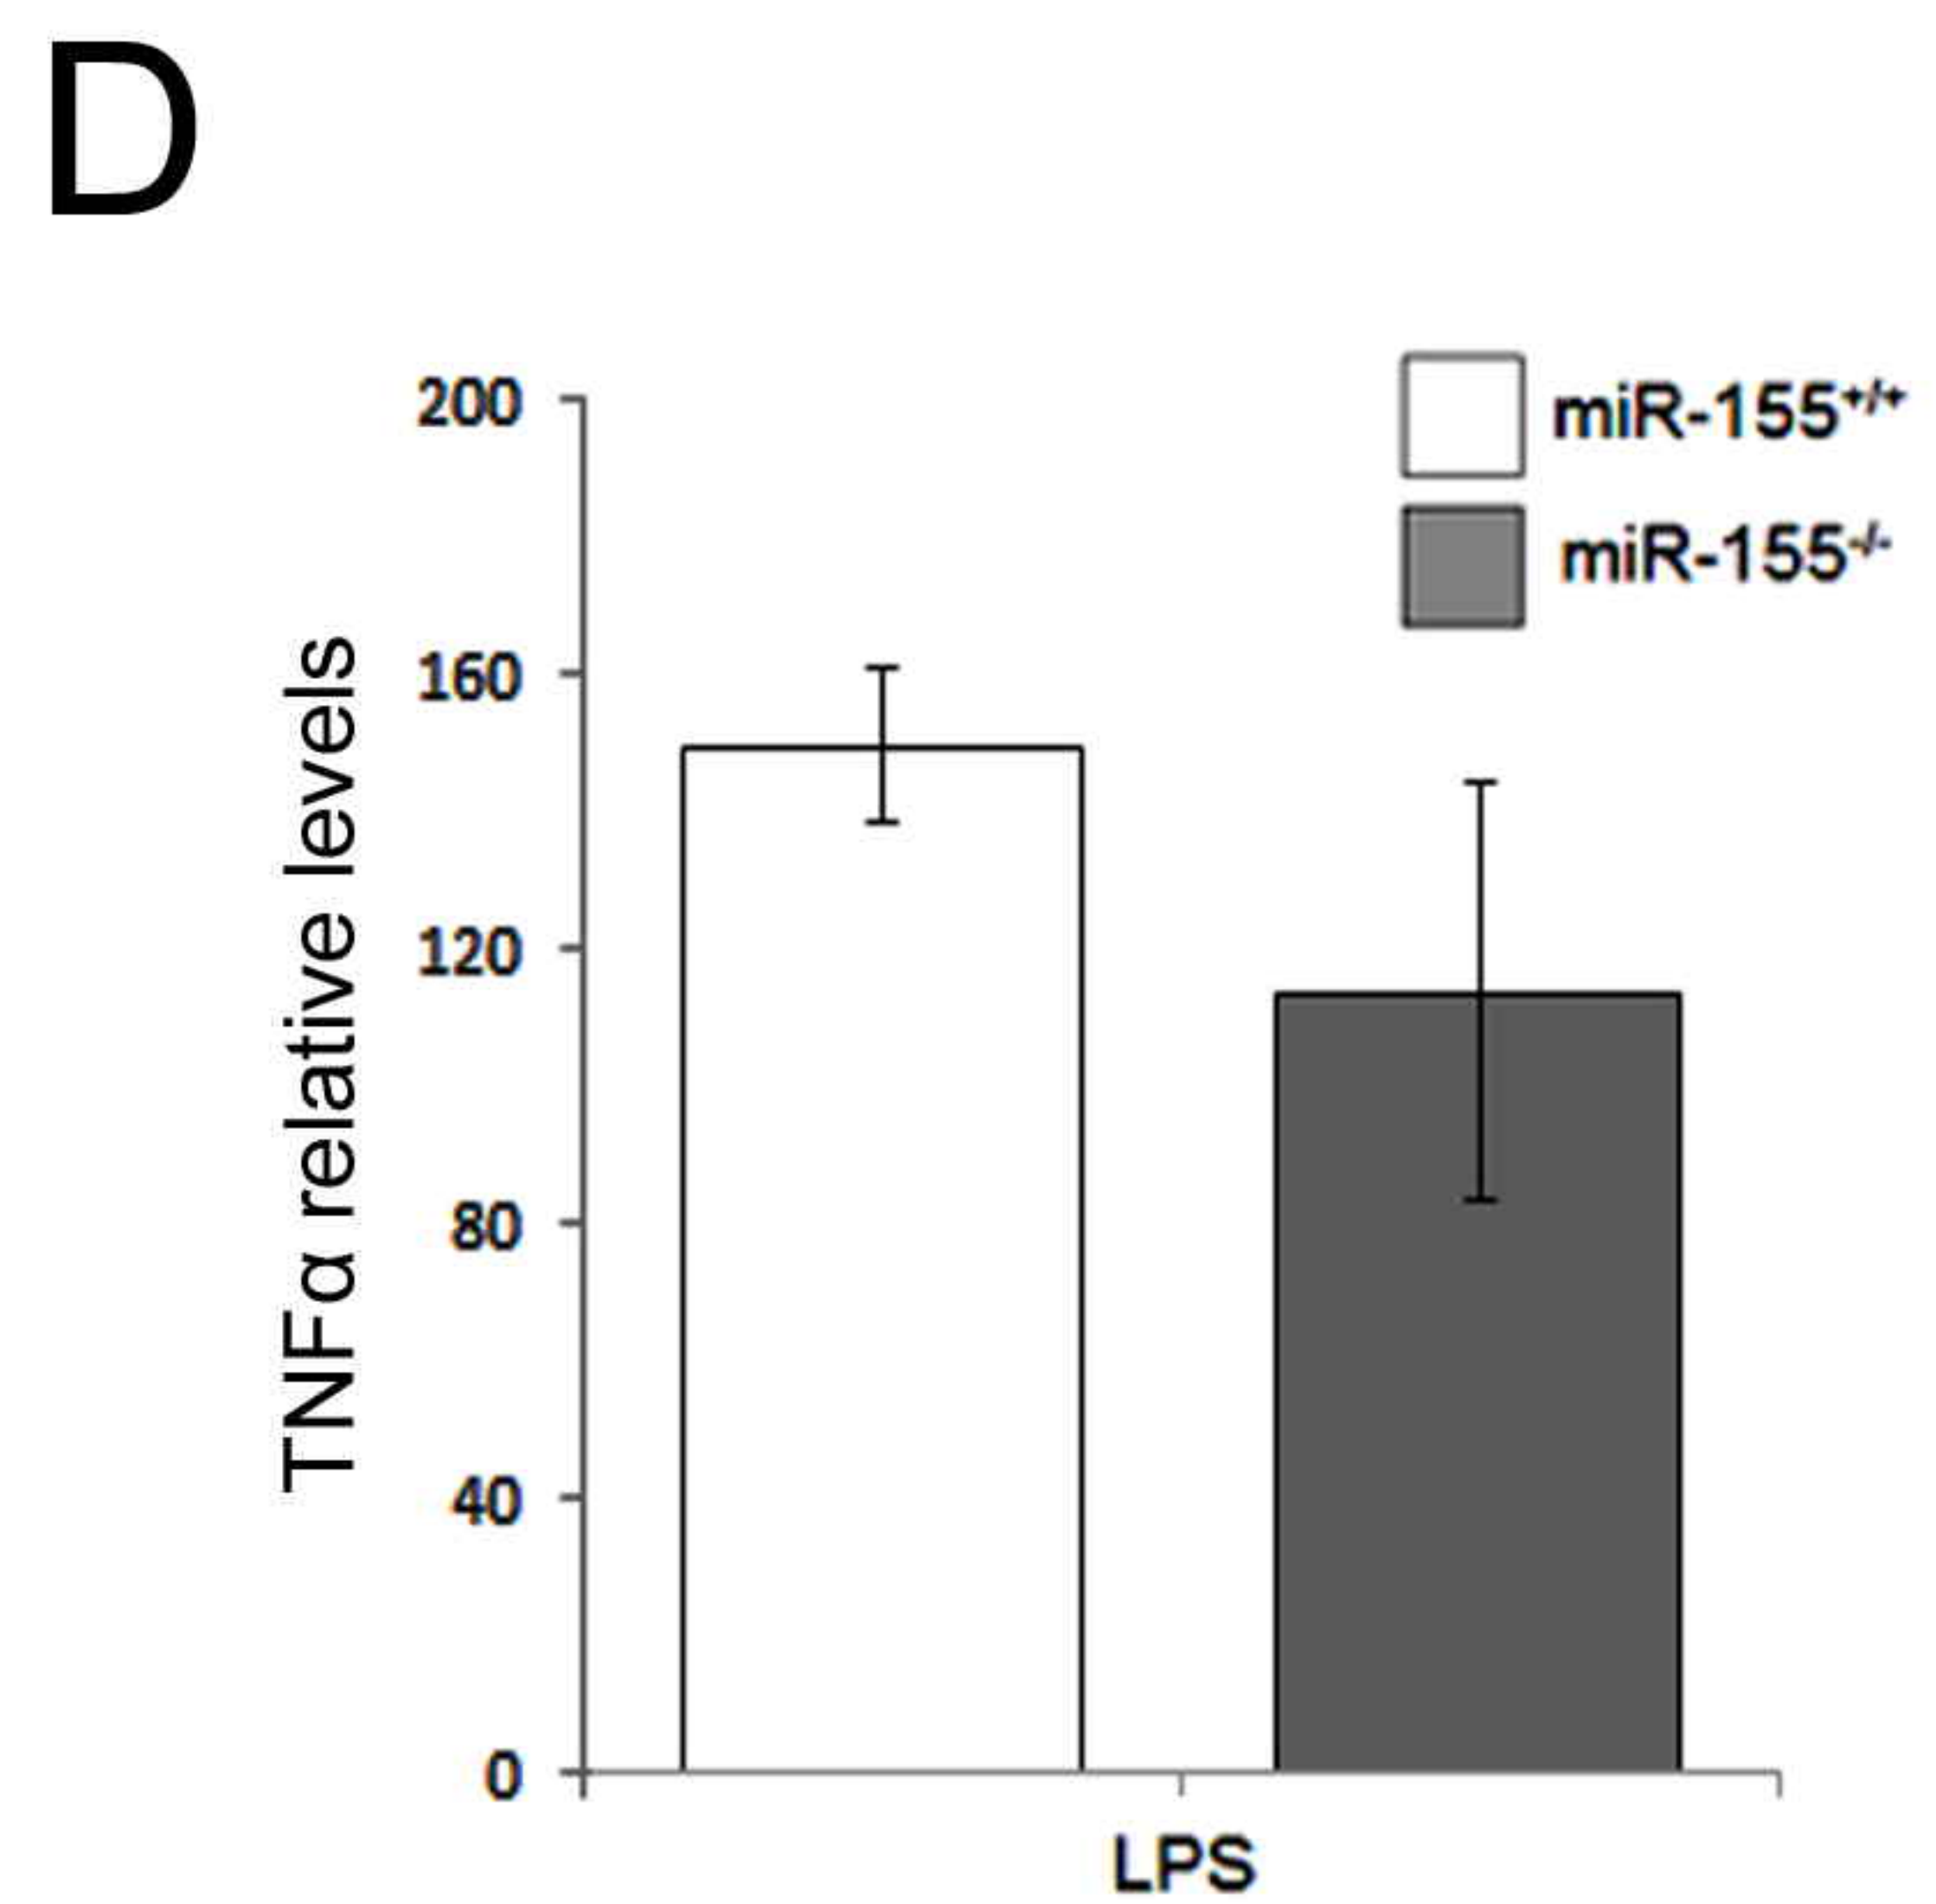 D
200
160
120
80
40
0
TNFα relative levels
miR-155+/+
miR-155-/-
LPS